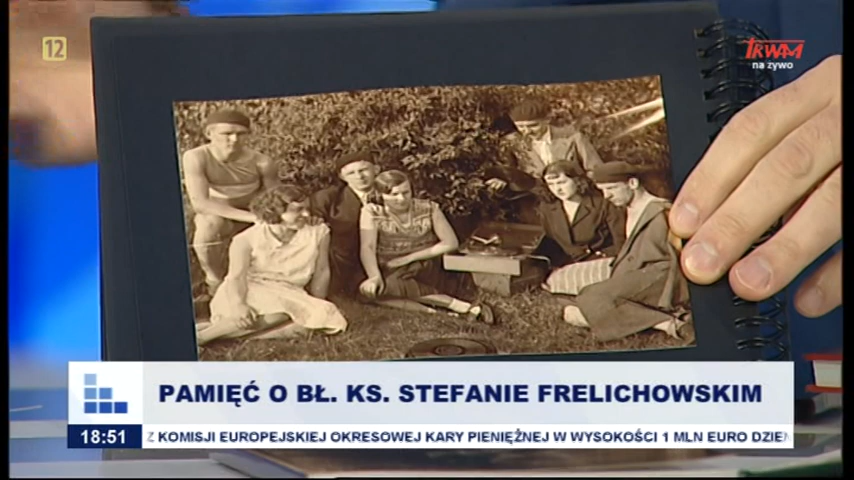 12
TRWAM
na żywo
PAMIĘĆ O BŁ. KS. STEFANIE FRELICHOWSKIM
18:51 Z KOMISJI EUROPEJSKIEJ OKRESOWEJ KARY PIENIĘŻNEJ W WYSOKOŚCI 1 MLN EURO DZIEN